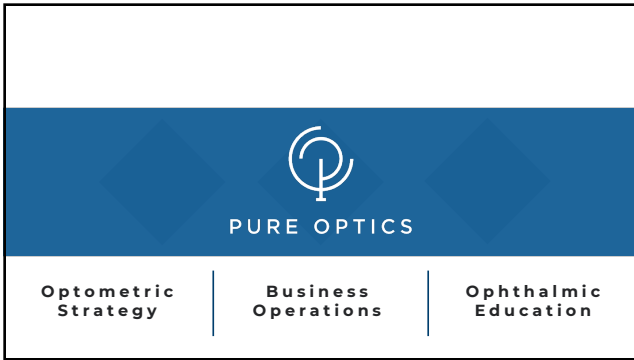 PURE OPTICS
Optometric
Strategy
Business
Operations
Ophthalmic
Education